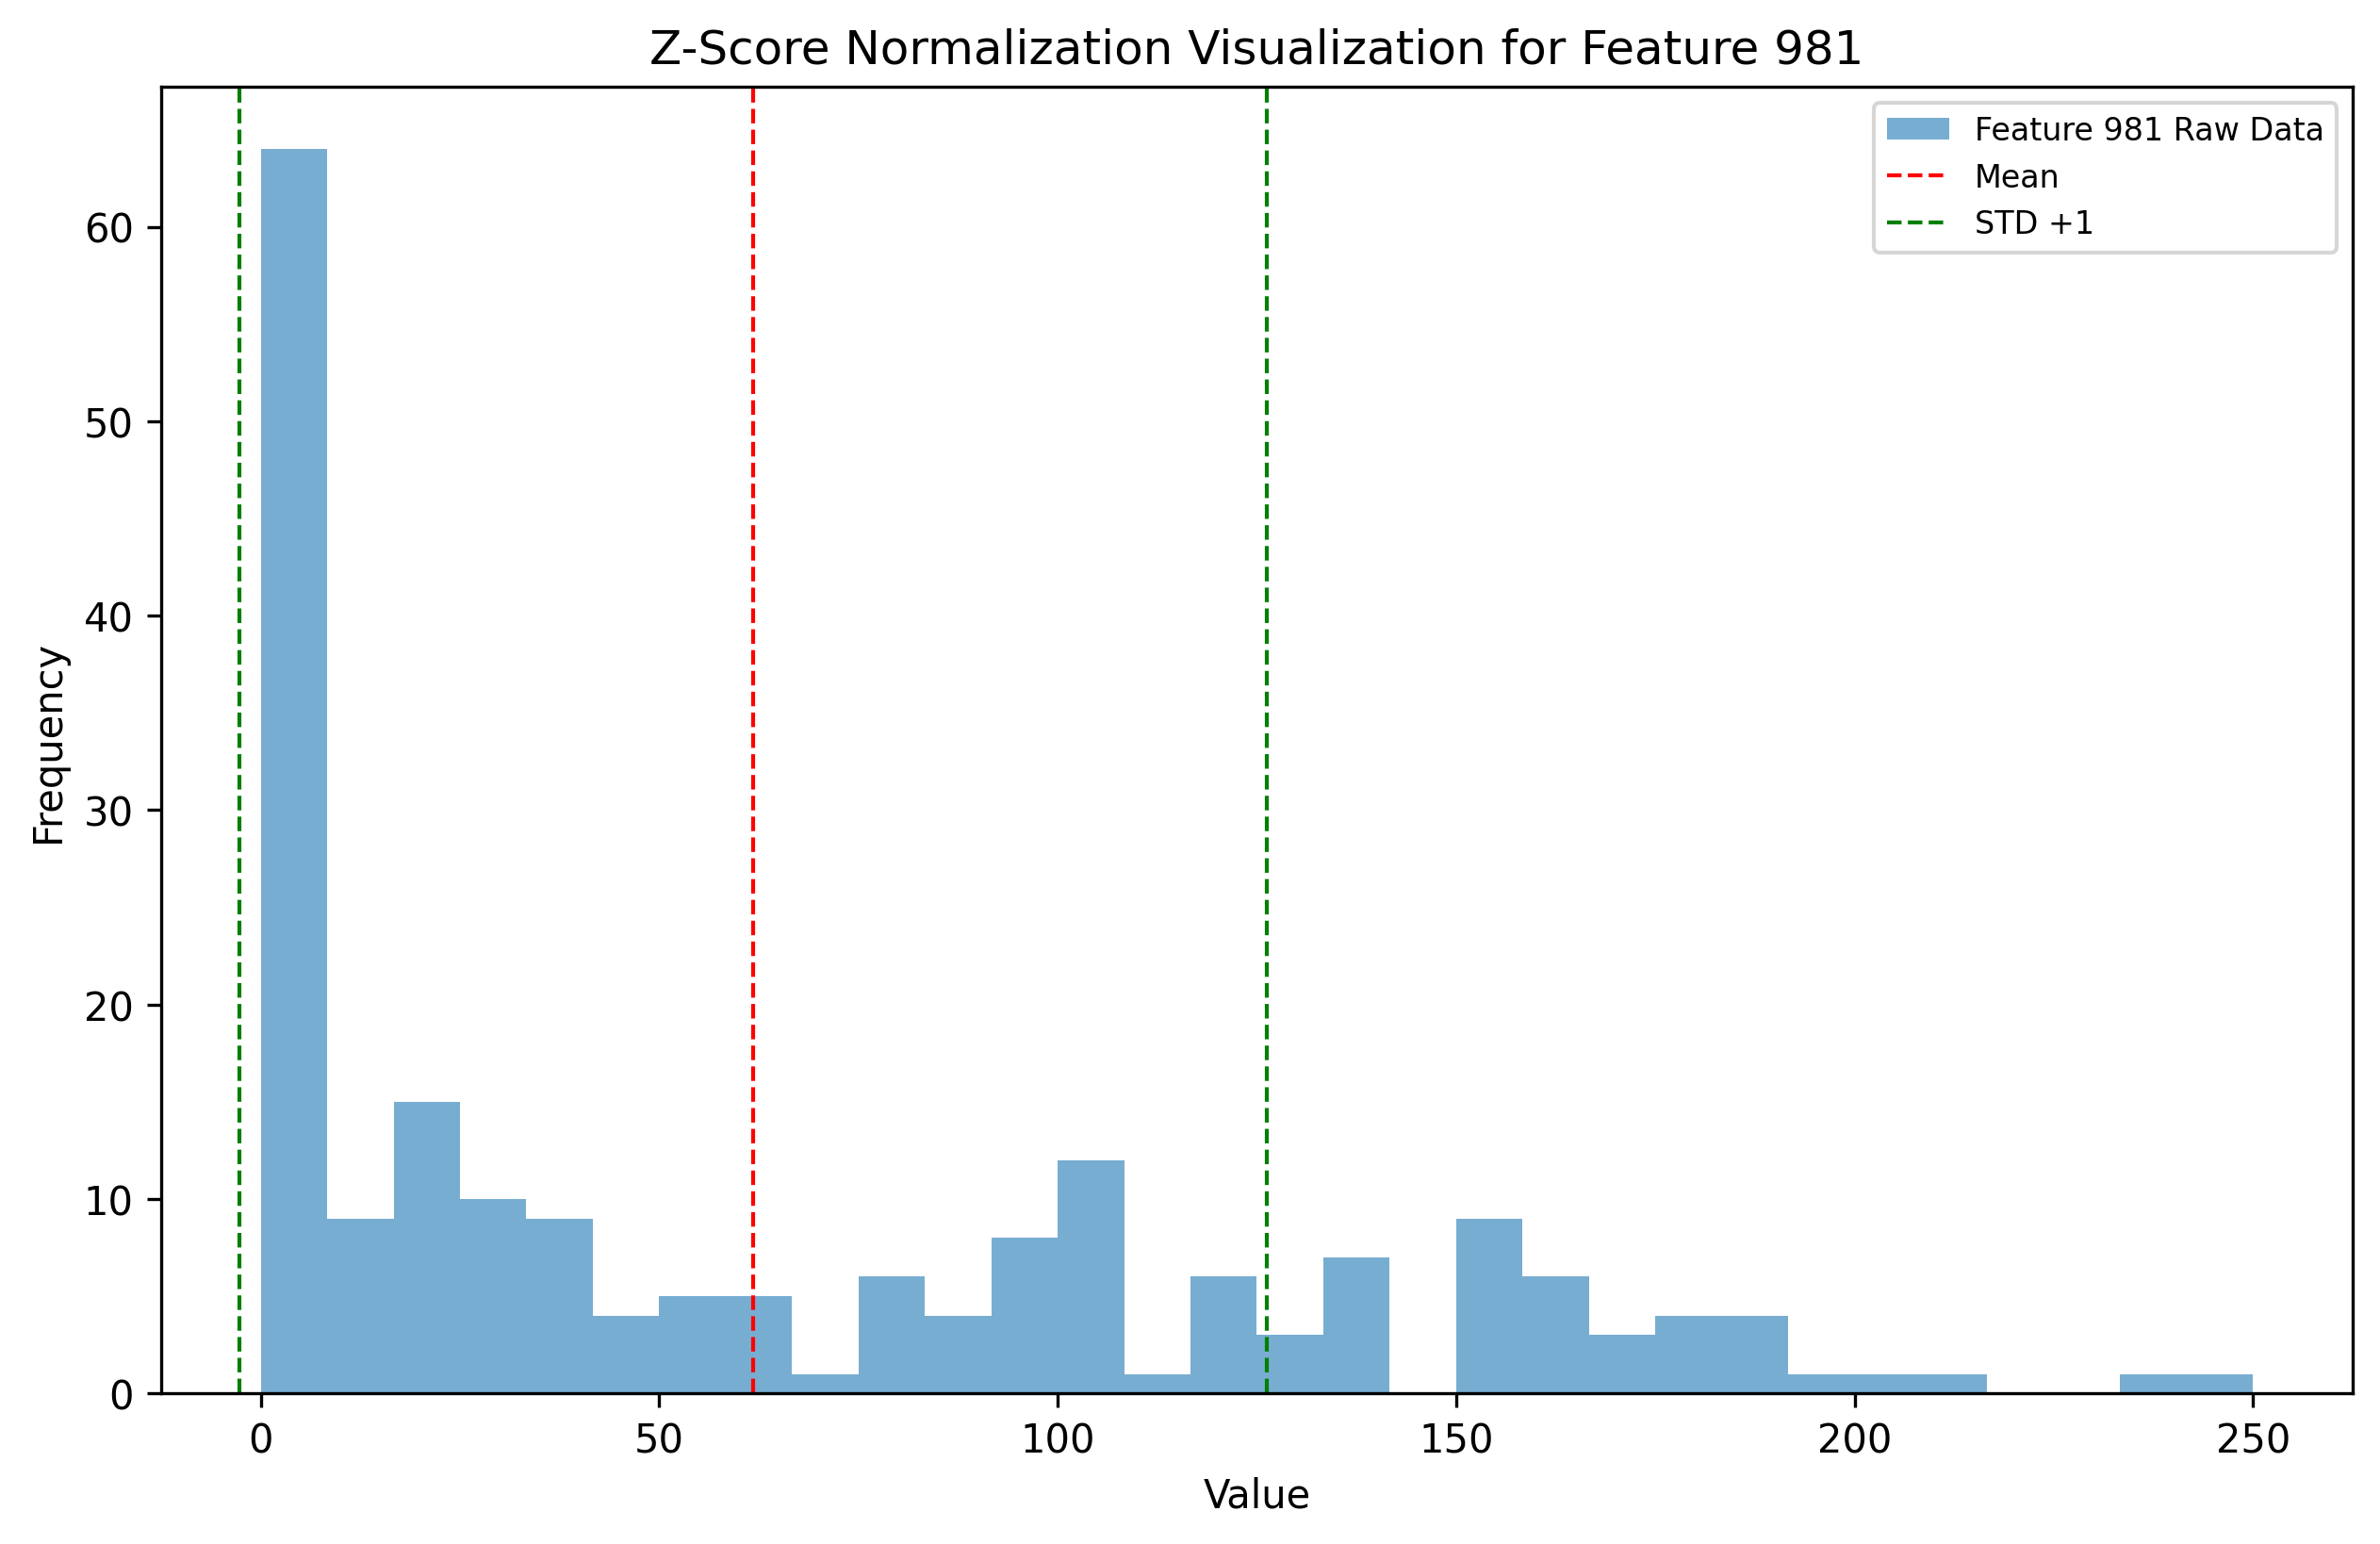 Z-Score Normalization Visualization for Feature 981
Feature 981 Raw Data
Mean
STD +1
Frequency
60
50
40
30
20
10
0
0 50 100 150 200 250
Value